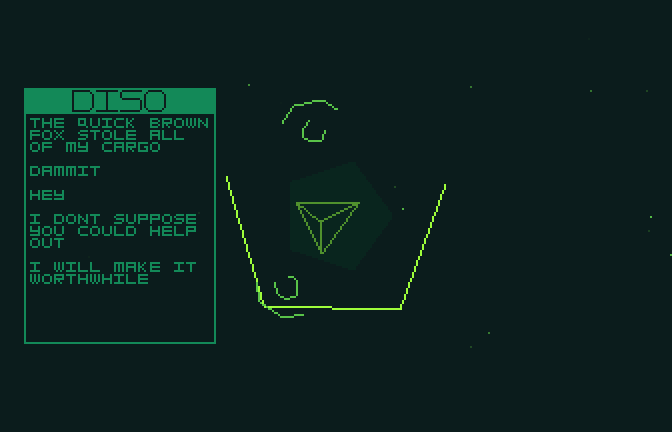 DISO
THE QUICK BROWN
FOX STOLE ALL
OF MY CARGO
DAMMIT
HEY
I DONT SUPPOSE
YOU COULD HELP
OUT
I WILL MAKE IT
WORTHWHILE